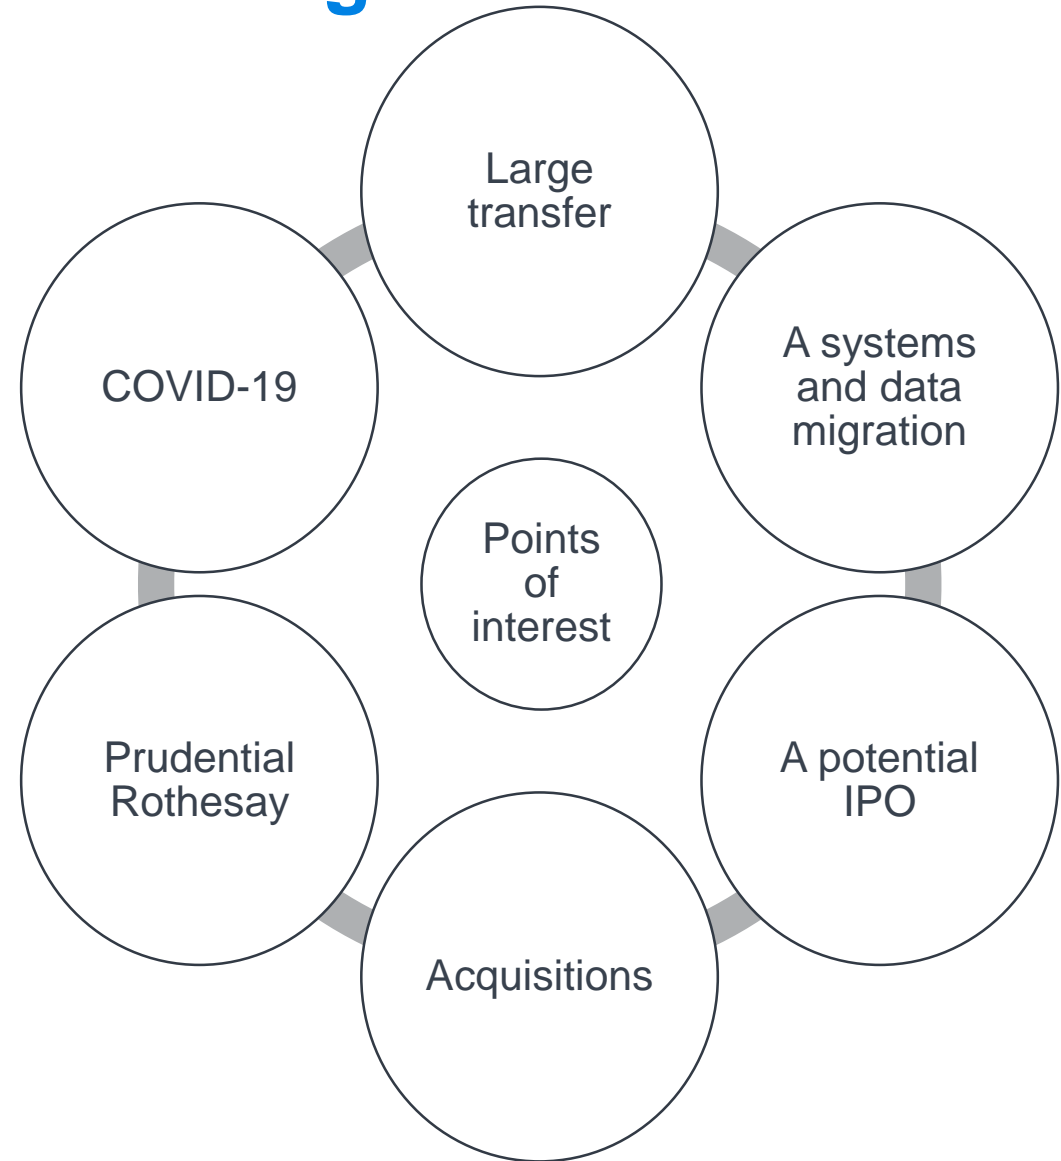 Large
transfer
A systems
and data
migration
A potential
IPO
Acquisitions
Prudential
Rothesay
COVID-19
Points
of
interest